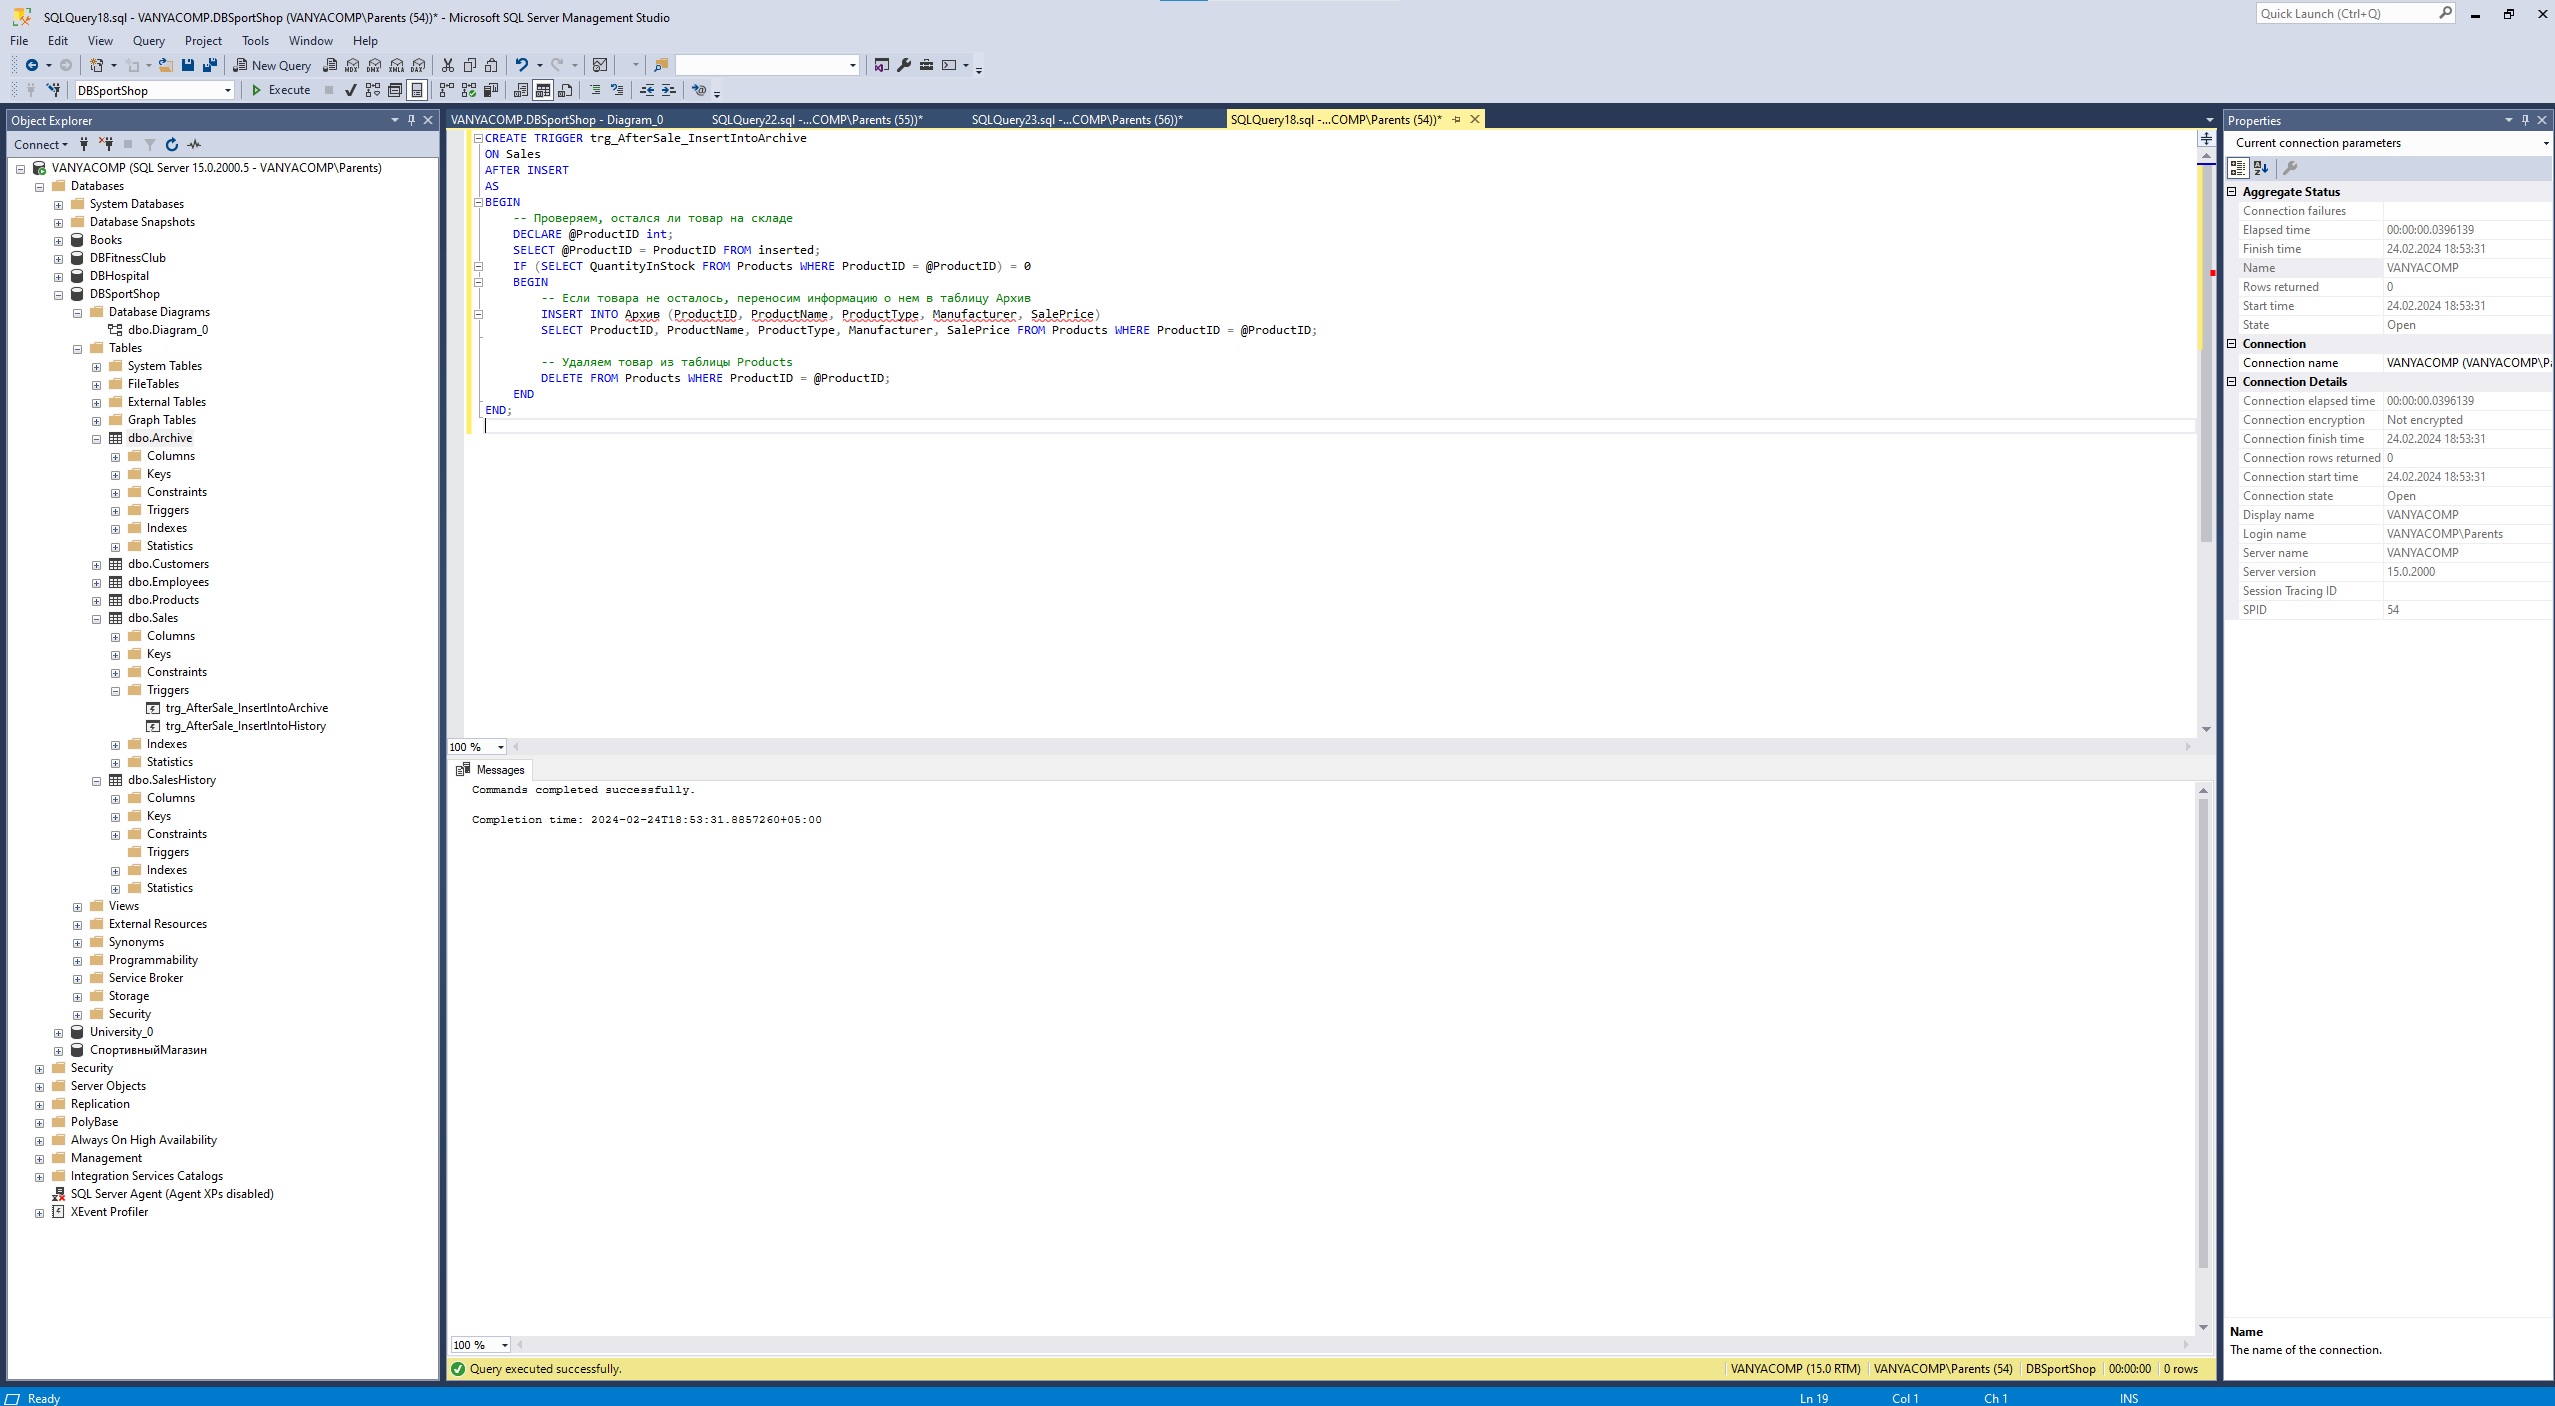 SQLQuery18.sql - VANYACOMP.DBSportShop (VANYACOMP\Parents (54))* - Microsoft SQL Server Management Studio
Quick Launch (Ctrl+Q)
File Edit View Query Project Tools Window Help
New Query
MDX DMX XMLA DAX
DBSportShop Execute
Object Explorer
Connect
VANYACOMP (SQL Server 15.0.2000.5 - VANYACOMP\Parents)
Databases
System Databases
Database Snapshots
Books
DBFitnessClub
DBHospital
DBSportShop
Database Diagrams
dbo.Diagram_0
Tables
System Tables
FileTables
External Tables
Graph Tables
dbo.Archive
Columns
Keys
Constraints
Triggers
Indexes
Statistics
dbo.Customers
dbo.Employees
dbo.Products
dbo.Sales
Columns
Keys
Constraints
Triggers
trg_AfterSale_InsertIntoArchive
trg_AfterSale_InsertIntoHistory
Indexes
Statistics
dbo.SalesHistory
Columns
Keys
Constraints
Triggers
Indexes
Statistics
Views
External Resources
Synonyms
Programmability
Service Broker
Storage
Security
University_0
СпортивныйМагазин
Security
Server Objects
Replication
PolyBase
Always On High Availability
Management
Integration Services Catalogs
SQL Server Agent (Agent XPs disabled)
XEvent Profiler
VANYACOMP.DBSportShop - Diagram_0 SQLQuery22.sql -...COMP\Parents (55))* SQLQuery23.sql -...COMP\Parents (56))* SQLQuery18.sql -...COMP\Parents (54))*
CREATE TRIGGER trg_AfterSale_InsertIntoArchive
ON Sales
AFTER INSERT
AS
BEGIN
-- Проверяем, остался ли товар на складе
DECLARE @ProductID int;
SELECT @ProductID = ProductID FROM inserted;
IF (SELECT QuantityInStock FROM Products WHERE ProductID = @ProductID) = 0
BEGIN
-- Если товара не осталось, переносим информацию о нем в таблицу Архив
INSERT INTO Архив (ProductID, ProductName, ProductType, Manufacturer, SalePrice)
SELECT ProductID, ProductName, ProductType, Manufacturer, SalePrice FROM Products WHERE ProductID = @ProductID;
-- Удаляем товар из таблицы Products
DELETE FROM Products WHERE ProductID = @ProductID;
END
END;
100 %
Messages
Commands completed successfully.
Completion time: 2024-02-24T18:53:31.8857260+05:00
100 %
Query executed successfully. VANYACOMP (15.0 RTM) VANYACOMP\Parents (54) DBSportShop 00:00:00 0 rows
Properties
Current connection parameters
Aggregate Status
Connection failures
Elapsed time 00:00:00.0396139
Finish time 24.02.2024 18:53:31
Name VANYACOMP
Rows returned 0
Start time 24.02.2024 18:53:31
State Open
Connection
Connection name VANYACOMP (VANYACOMP\Pa
Connection Details
Connection elapsed time 00:00:00.0396139
Connection encryption Not encrypted
Connection finish time 24.02.2024 18:53:31
Connection rows returned 0
Connection start time 24.02.2024 18:53:31
Connection state Open
Display name VANYACOMP
Login name VANYACOMP\Parents
Server name VANYACOMP
Server version 15.0.2000
Session Tracing ID
SPID 54
Name
The name of the connection.
Ready Ln 19 Col 1 Ch 1 INS